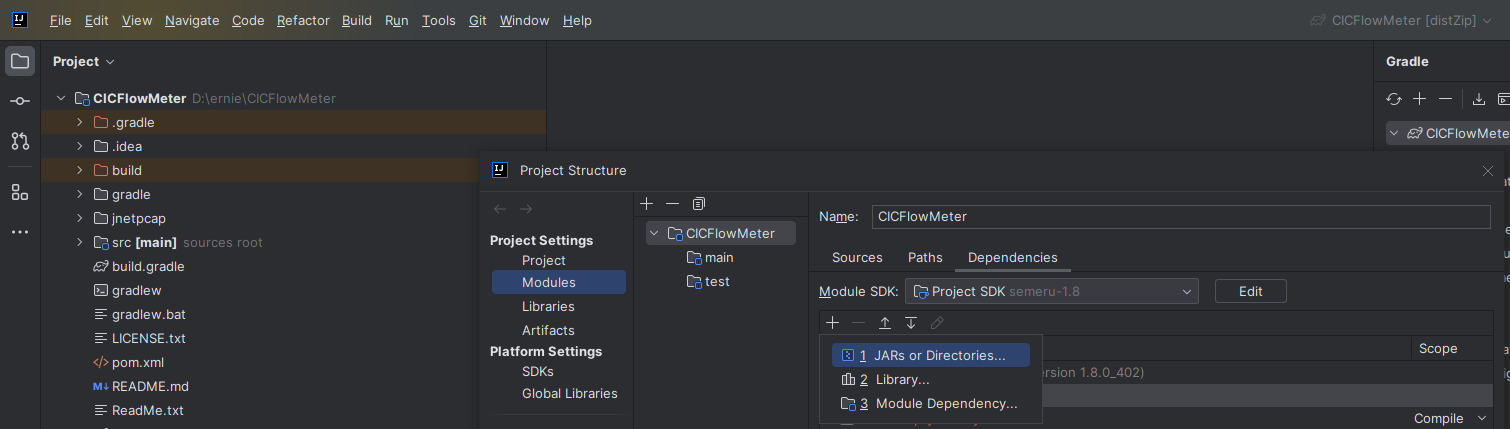 File Edit View Navigate Code Refactor Build Run Tools Git Window Help
CICFlowMeter [distZip]
Project
CICFlowMeter D:\ernie\CICFlowMeter
.gradle
.idea
build
gradle
jnetpcap
src [main] sources root
build.gradle
gradlew
gradlew.bat
LICENSE.txt
pom.xml
README.md
ReadMe.txt
Gradle
CICFlowMete
Project Structure
Project Settings
Project
Modules
Libraries
Artifacts
Platform Settings
SDKs
Global Libraries
CICFlowMeter
main
test
Name: CICFlowMeter
Sources Paths Dependencies
Module SDK: Project SDK semeru-1.8 Edit
Scope
1 JARs or Directories...
ersion 1.8.0_402)
2 Library...
3 Module Dependency...
Compile